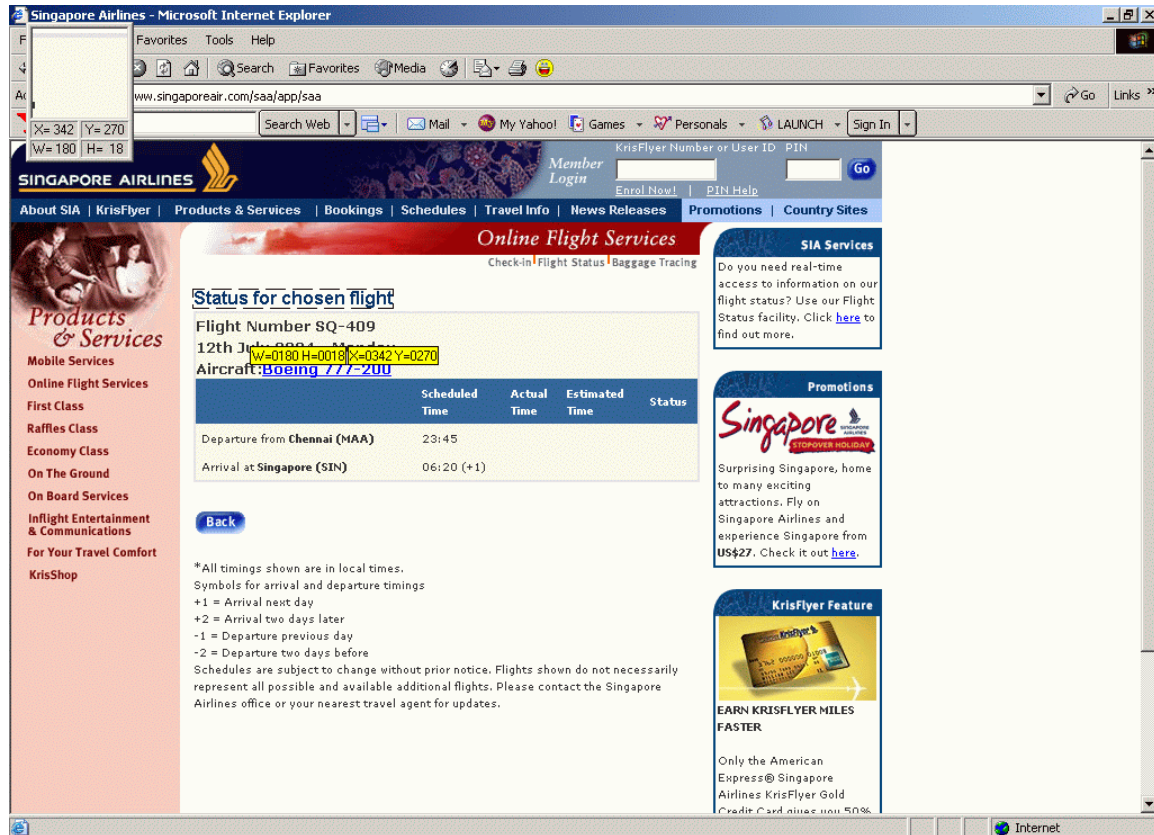 Singapore Airlines - Microsoft Internet Explorer
Favorites Tools Help
Search Favorites Media
ww.singaporeair.com/saa/app/saa Go Links »
Search Web Mail My Yahoo! Games Personals LAUNCH Sign In
X= 342 Y= 270
W= 180 H= 18
SINGAPORE AIRLINES
Member Login
KrisFlyer Number or User ID PIN
Go
Enrol Now! | PIN Help
About SIA | KrisFlyer | Products & Services | Bookings | Schedules | Travel Info | News Releases Promotions | Country Sites
Products
& Services
Mobile Services
Online Flight Services
First Class
Raffles Class
Economy Class
On The Ground
On Board Services
Inflight Entertainment
& Communications
For Your Travel Comfort
KrisShop
Online Flight Services
Check-in Flight Status Baggage Tracing
Status for chosen flight
Flight Number SQ-409
12th July 2004 - Monday
W=0180 H=0018 X=0342 Y=0270
Aircraft:Boeing 777-200
Scheduled Time Actual Time Estimated Time Status
Departure from Chennai (MAA) 23:45
Arrival at Singapore (SIN) 06:20 (+1)
Back
*All timings shown are in local times.
Symbols for arrival and departure timings
+1 = Arrival next day
+2 = Arrival two days later
-1 = Departure previous day
-2 = Departure two days before
Schedules are subject to change without prior notice. Flights shown do not necessarily
represent all possible and available additional flights. Please contact the Singapore
Airlines office or your nearest travel agent for updates.
SIA Services
Do you need real-time
access to information on our
flight status? Use our Flight
Status facility. Click here to
find out more.
Promotions
Singapore
SINGAPORE AIRLINES
STOPOVER HOLIDAY
Surprising Singapore, home
to many exciting
attractions. Fly on
Singapore Airlines and
experience Singapore from
US$27. Check it out here.
KrisFlyer Feature
KrisFlyer
EARN KRISFLYER MILES
FASTER
Only the American
Express® Singapore
Airlines KrisFlyer Gold
Credit Card gives you 50%
Internet